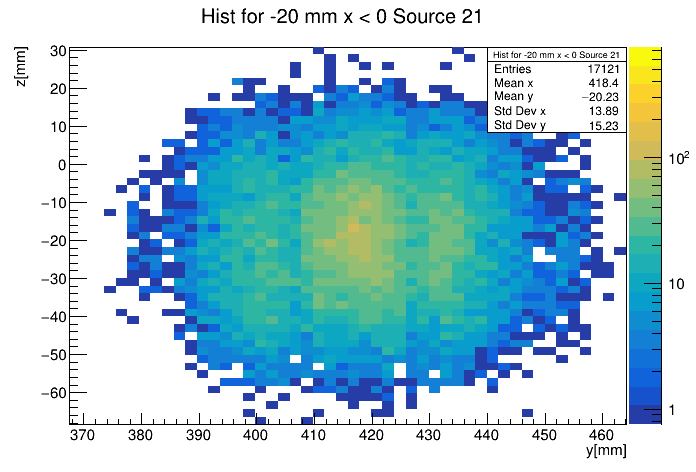 Hist for -20 mm x < 0 Source 21
z[mm]
30
20
10
0
−10
−20
−30
−40
−50
−60
Hist for -20 mm x < 0 Source 21
Entries 17121
Mean x 418.4
Mean y −20.23
Std Dev x 13.89
Std Dev y 15.23
10²
10
1
370 380 390 400 410 420 430 440 450 460
y[mm]